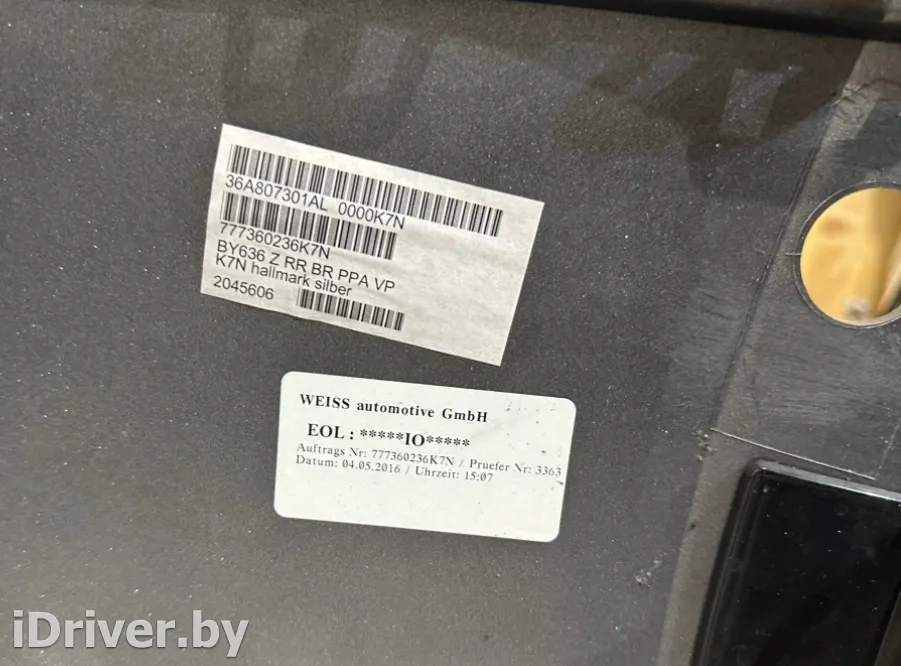 36A807301AL 0000K7N
777360236K7N
BY636 Z RR BR PPA VP
K7N hallmark silber
2045606
WEISS automotive GmbH
EOL : *****IO*****
Auftrags Nr: 777360236K7N / Pruefer Nr: 3363
Datum: 04.05.2016 / Uhrzeit: 15:07
iDriver.by